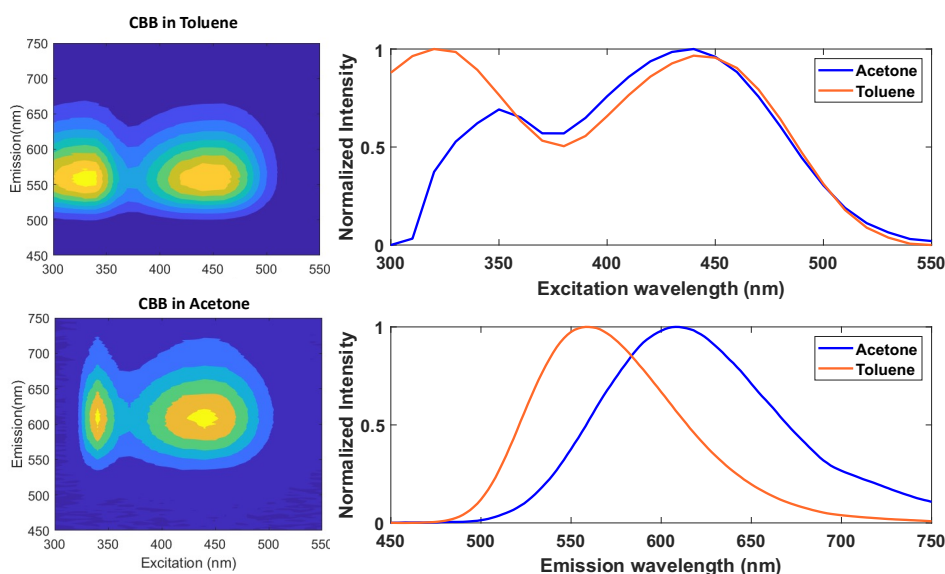 CBB in Toluene
750
700
650
600
550
500
450
Emission(nm)
300 350 400 450 500 550
1
0.5
0
Normalized Intensity
Acetone
Toluene
300 350 400 450 500 550
Excitation wavelength (nm)
CBB in Acetone
750
700
650
600
550
500
450
Emission(nm)
300 350 400 450 500 550
Excitation (nm)
1
0.5
0
Normalized Intensity
Acetone
Toluene
450 500 550 600 650 700 750
Emission wavelength (nm)